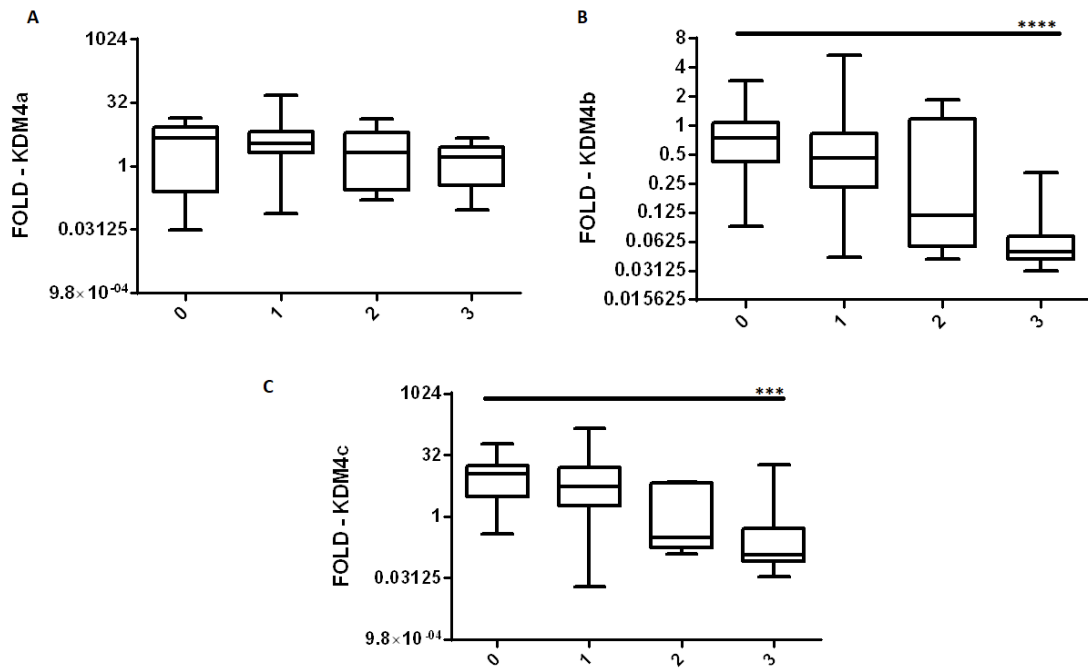 A
FOLD - KDM4a
1024
32
1
0.03125
9.8×10⁻⁰⁴
0 1 2 3
B
****
FOLD - KDM4b
8
4
2
1
0.5
0.25
0.125
0.0625
0.03125
0.015625
0 1 2 3
C
***
FOLD - KDM4c
1024
32
1
0.03125
9.8×10⁻⁰⁴
0 1 2 3